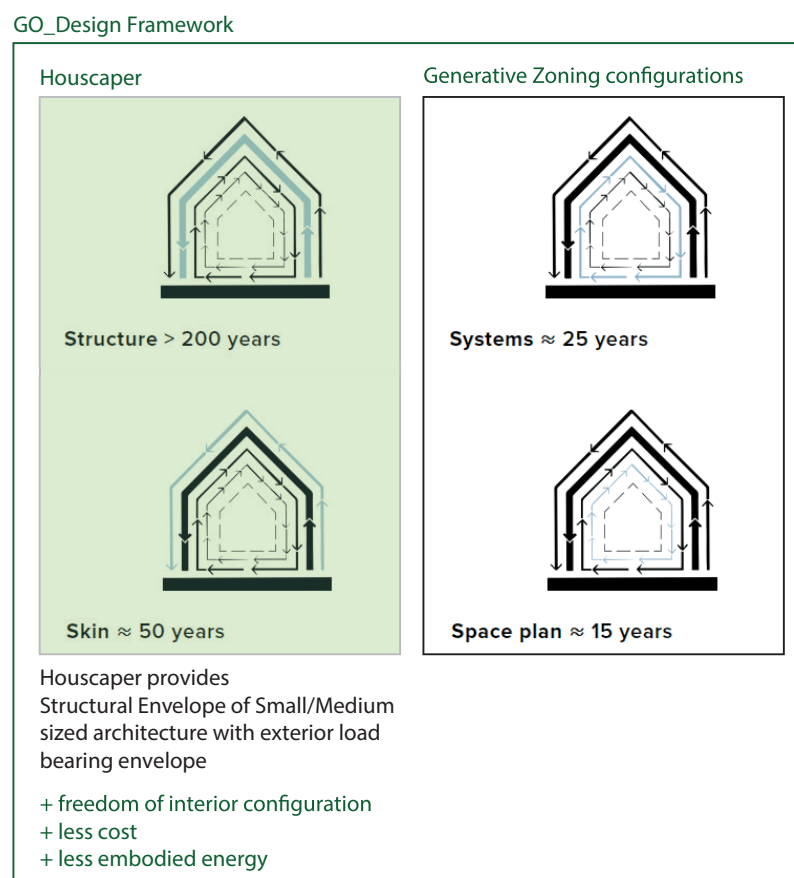 GO_Design Framework
Houscaper
Structure > 200 years
Skin ≈ 50 years
Houscaper provides
Structural Envelope of Small/Medium
sized architecture with exterior load
bearing envelope
+ freedom of interior configuration
+ less cost
+ less embodied energy
Generative Zoning configurations
Systems ≈ 25 years
Space plan ≈ 15 years